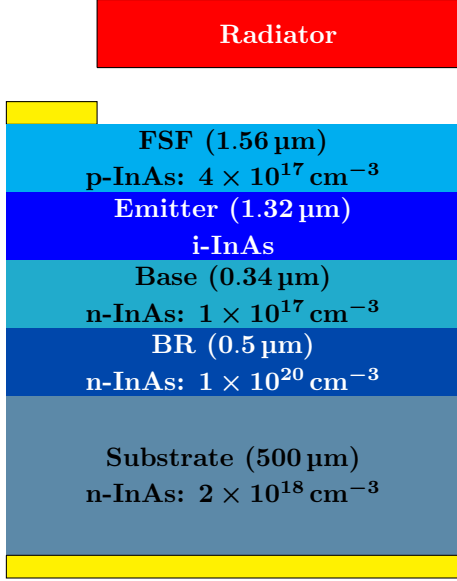 Radiator
FSF (1.56 μm)
p-InAs: 4 × 10¹⁷ cm⁻³
Emitter (1.32 μm)
i-InAs
Base (0.34 μm)
n-InAs: 1 × 10¹⁷ cm⁻³
BR (0.5 μm)
n-InAs: 1 × 10²⁰ cm⁻³
Substrate (500 μm)
n-InAs: 2 × 10¹⁸ cm⁻³